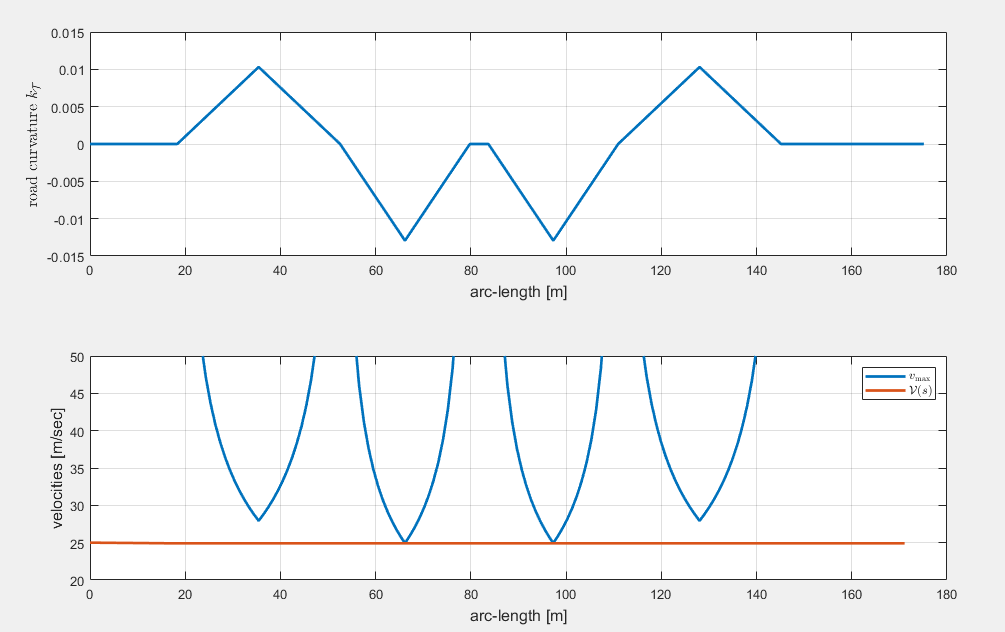 0.015
0.01
0.005
0
-0.005
-0.01
-0.015
road curvature k_𝒯
0 20 40 60 80 100 120 140 160 180
arc-length [m]
50
45
40
35
30
25
20
velocities [m/sec]
v_max
𝒱(s)
0 20 40 60 80 100 120 140 160 180
arc-length [m]